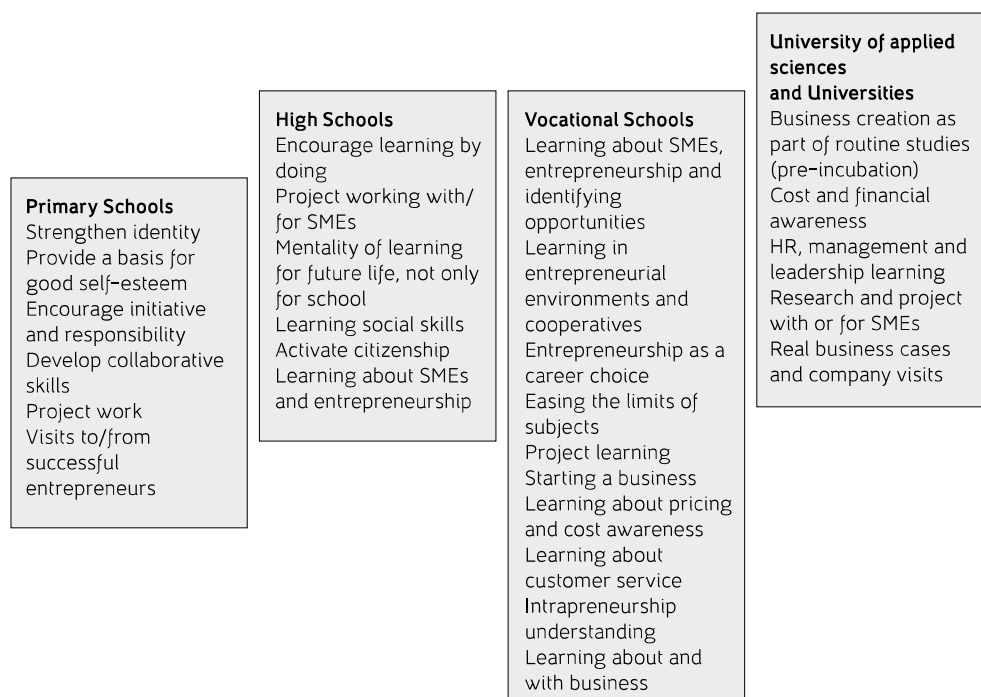 Primary Schools
Strengthen identity
Provide a basis for
good self-esteem
Encourage initiative
and responsibility
Develop collaborative
skills
Project work
Visits to/from
successful
entrepreneurs
High Schools
Encourage learning by
doing
Project working with/
for SMEs
Mentality of learning
for future life, not only
for school
Learning social skills
Activate citizenship
Learning about SMEs
and entrepreneurship
Vocational Schools
Learning about SMEs,
entrepreneurship and
identifying
opportunities
Learning in
entrepreneurial
environments and
cooperatives
Entrepreneurship as a
career choice
Easing the limits of
subjects
Project learning
Starting a business
Learning about pricing
and cost awareness
Learning about
customer service
Intrapreneurship
understanding
Learning about and
with business
University of applied
sciences
and Universities
Business creation as
part of routine studies
(pre-incubation)
Cost and financial
awareness
HR, management and
leadership learning
Research and project
with or for SMEs
Real business cases
and company visits